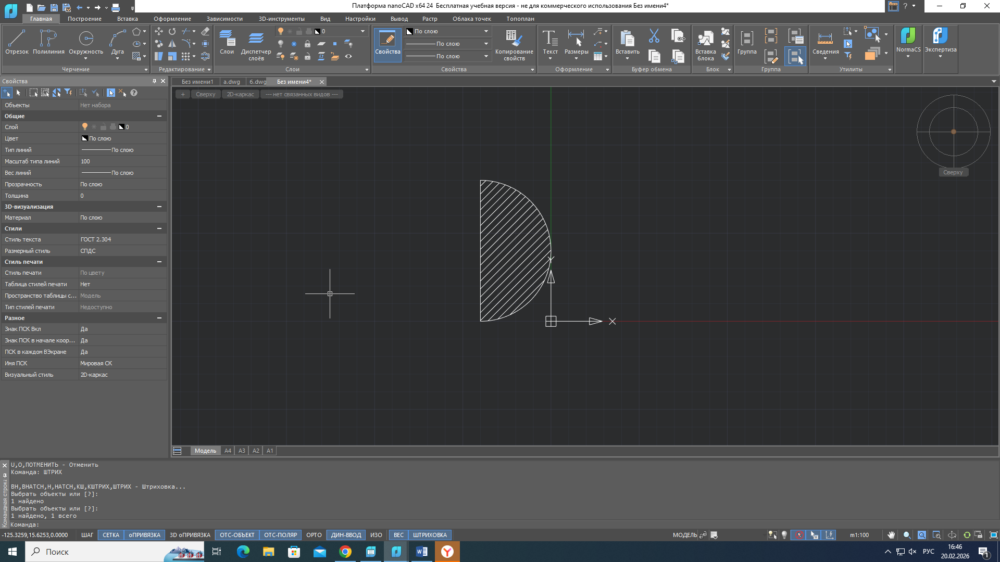 Платформа nanoCAD x64 24  Бесплатная учебная версия - не для коммерческого использования Без имени4*
?
Главная Построение Вставка Оформление Зависимости 3D-инструменты Вид Настройки Вывод Растр Облака точек Топоплан
Отрезок Полилиния Окружность Дуга
Черчение
Редактирование
Слои Диспетчер слоёв
0
Слои
Свойства
По слою
По слою
По слою
Копирование свойств
Свойства
Текст Размеры
Оформление
Вставить
Буфер обмена
Вставка блока
Блок
Группа
Группа
Сведения
Утилиты
NormaCS
Экспертиза
Свойства
Без имени1 a.dwg 6.dwg Без имени4*
+ Сверху 2D-каркас --- нет связанных видов ---
Объекты Нет набора
Общие
Слой 0
Цвет По слою
Тип линий По слою
Масштаб типа линий 100
Вес линий По слою
Прозрачность По слою
Толщина 0
3D-визуализация
Материал По слою
Стили
Стиль текста ГОСТ 2.304
Размерный стиль СПДС
Стиль печати
Стиль печати По цвету
Таблица стилей печати Нет
Пространство таблицы с... Модель
Тип стилей печати Недоступно
Разное
Знак ПСК Вкл Да
Знак ПСК в начале коор... Да
ПСК в каждом ВЭкране Да
Имя ПСК Мировая СК
Визуальный стиль 2D-каркас
Сверху
Y
X
Модель A4 A3 A2 A1
Командная строка
U,О,ПОТМЕНИТЬ - Отменить
Команда: ШТРИХ
BH,BHATCH,H,HATCH,КШ,КШТРИХ,ШТРИХ - Штриховка...
Выбрать объекты или [?]:
1 найдено
Выбрать объекты или [?]:
1 найдено, 1 всего
Команда:
-125.3259,15.6253,0.0000 ШАГ СЕТКА оПРИВЯЗКА 3D оПРИВЯЗКА ОТС-ОБЪЕКТ ОТС-ПОЛЯР ОРТО ДИН-ВВОД ИЗО ВЕС ШТРИХОВКА МОДЕЛЬ m1:100
Поиск
РУС
16:46
20.02.2026
1